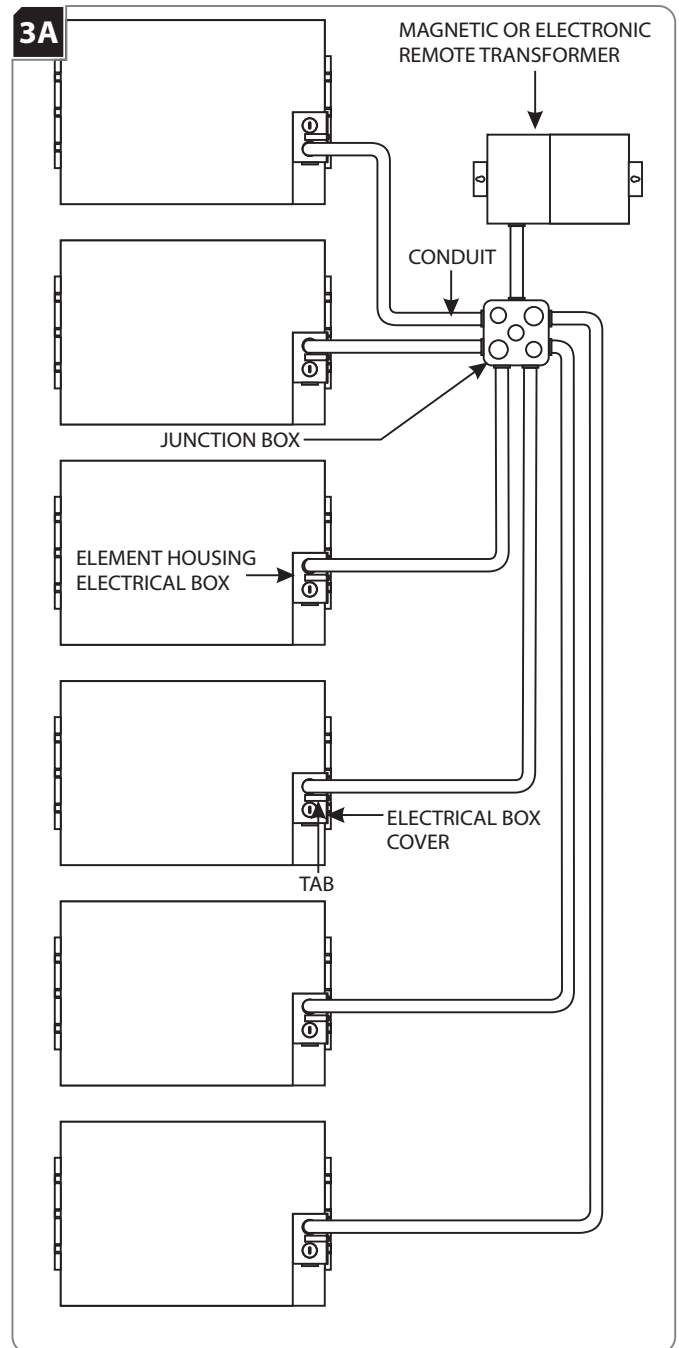 3A
MAGNETIC OR ELECTRONIC
REMOTE TRANSFORMER
CONDUIT
JUNCTION BOX
ELEMENT HOUSING
ELECTRICAL BOX
ELECTRICAL BOX
COVER
TAB